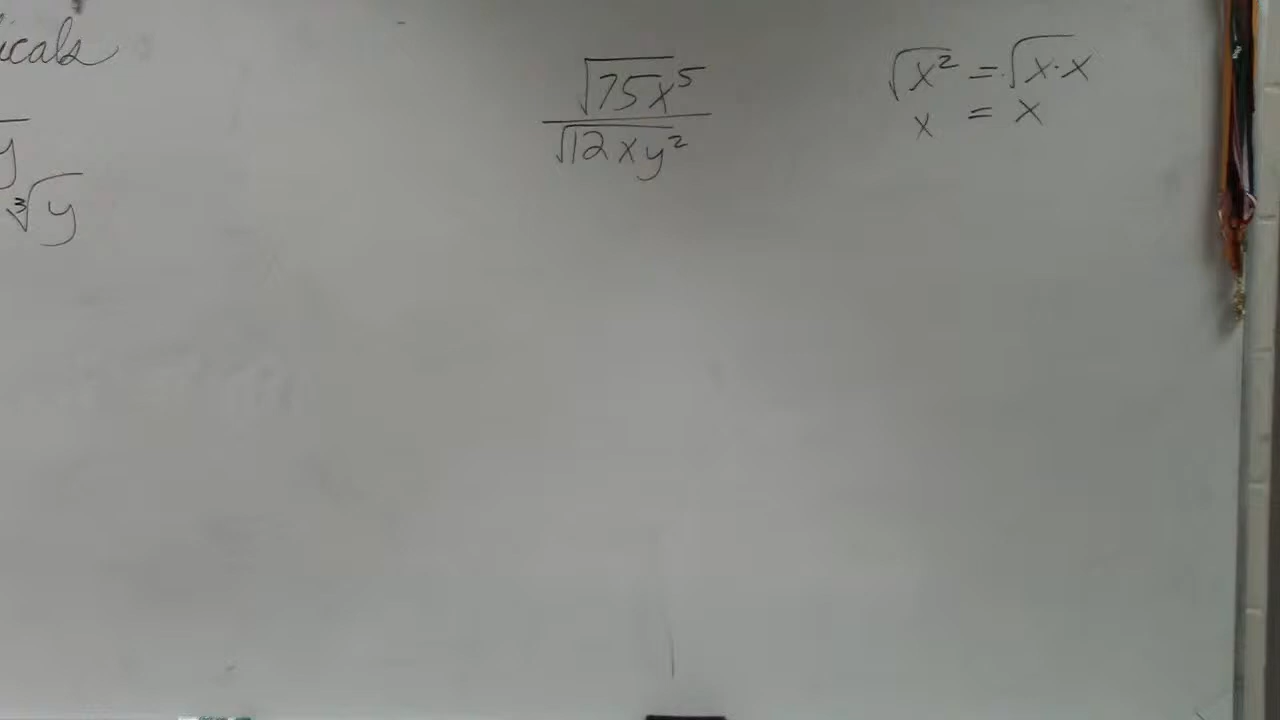 icals
y
∛y
√75x⁵
√12xy²
√x² = √x·x
x = x